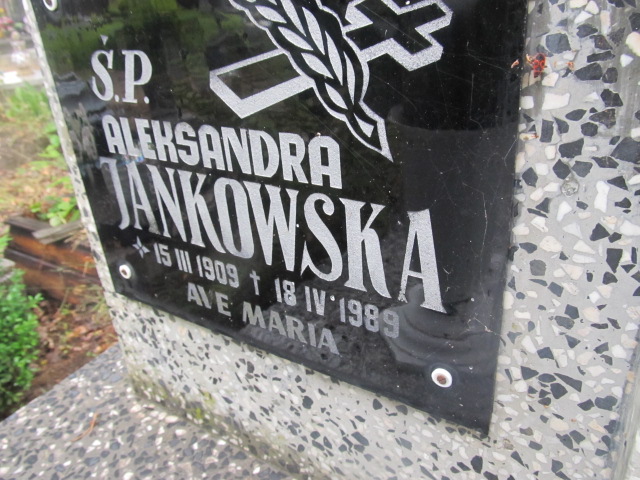 Ś.P.
ALEKSANDRA
JANKOWSKA
15 III 1909 † 18 IV 1989
AVE MARIA